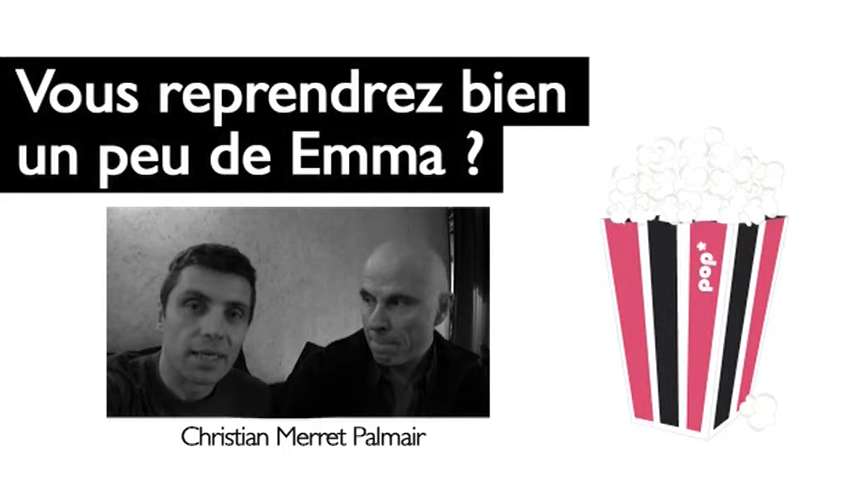 Vous reprendrez bien
un peu de Emma ?
pop*
Christian Merret Palmair